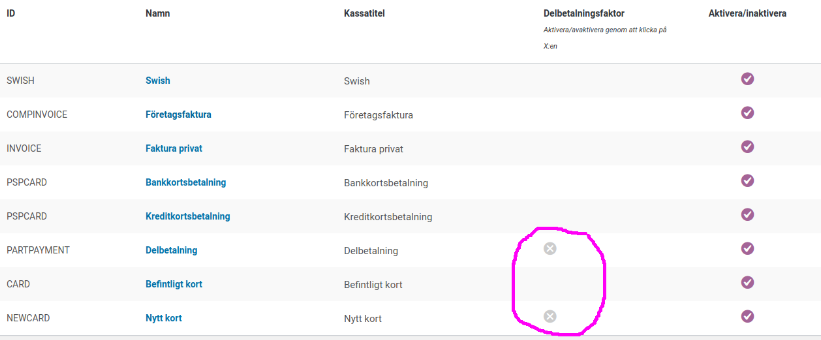 ID Namn Kassatitel Delbetalningsfaktor Aktivera/inaktivera
Aktivera/avaktivera genom att klicka på
X:en
SWISH Swish Swish
COMPINVOICE Företagsfaktura Företagsfaktura
INVOICE Faktura privat Faktura privat
PSPCARD Bankkortsbetalning Bankkortsbetalning
PSPCARD Kreditkortsbetalning Kreditkortsbetalning
PARTPAYMENT Delbetalning Delbetalning
CARD Befintligt kort Befintligt kort
NEWCARD Nytt kort Nytt kort